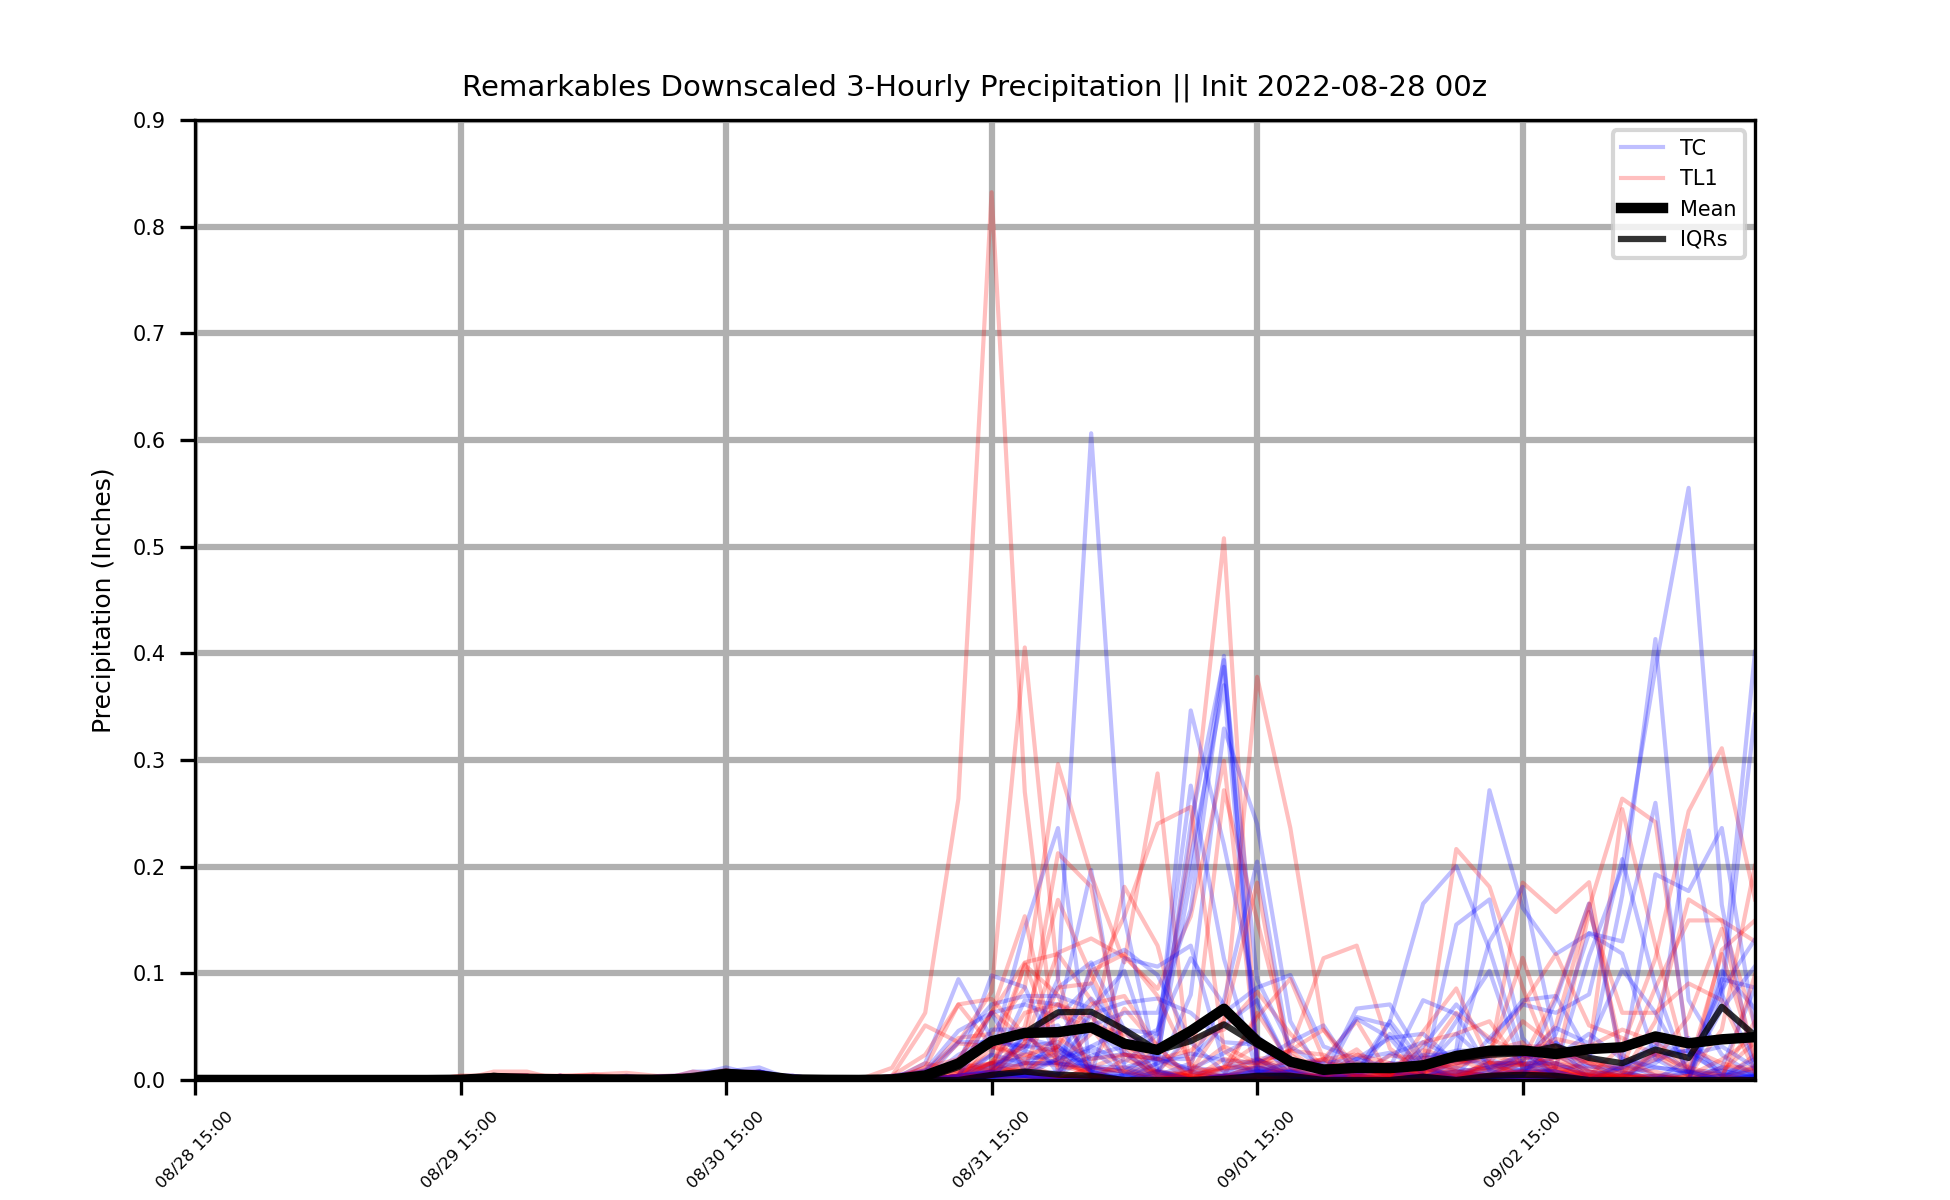 Remarkables Downscaled 3-Hourly Precipitation || Init 2022-08-28 00z
Precipitation (Inches)
0.9
0.8
0.7
0.6
0.5
0.4
0.3
0.2
0.1
0.0
TC
TL1
Mean
IQRs
08/28 15:00
08/29 15:00
08/30 15:00
08/31 15:00
09/01 15:00
09/02 15:00